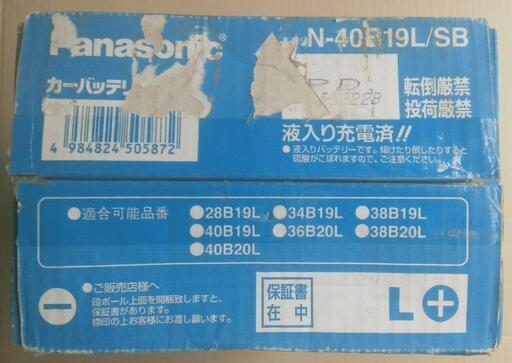 Panasonic
N-40B19L/SB
カーバッテリ
転倒厳禁
投荷厳禁
4 984824 505872
液入り充電済!!
●液入りバッテリーです。傾けたり倒したりすると
硫酸がこぼれますので、ご注意ください。
●適合可能品番
●28B19L ●34B19L ●38B19L
●40B19L ●36B20L ●38B20L
●40B20L
●ご販売店様へ
段ボール上面を開梱致しますと、
保証書があります。
捺印の上お客様にお渡し願います。
保証書
在中
L